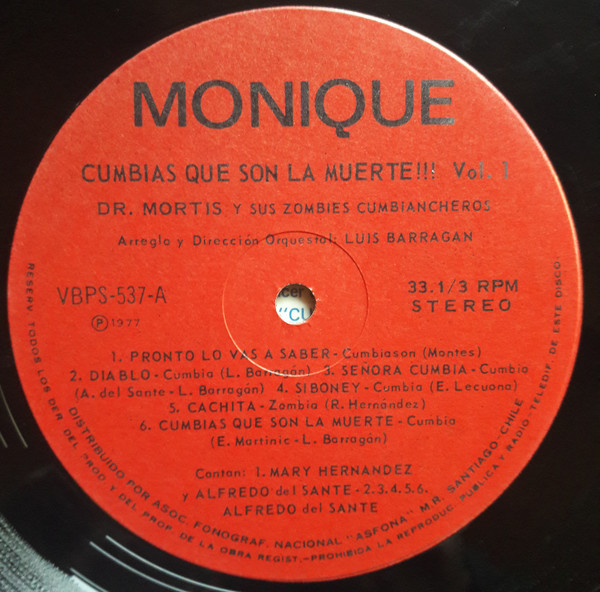 MONIQUE
CUMBIAS QUE SON LA MUERTE!!! Vol. 1
DR. MORTIS Y SUS ZOMBIES CUMBIANCHEROS
Arreglo y Dirección Orquestal: LUIS BARRAGAN
VBPS-537-A
33.1/3 RPM
STEREO
Ⓟ 1977
cer
"CU
1. PRONTO LO VAS A SABER - Cumbiason (Montes)
2. DIABLO - Cumbia (L. Barragán) 3. SEÑORA CUMBIA - Cumbia
(A. del Sante - L. Barragán) 4. SIBONEY - Cumbia (E. Lecuona)
5. CACHITA - Zombia (R. Hernández)
6. CUMBIAS QUE SON LA MUERTE - Cumbia
(E. Martinic - L. Barragán)
Cantan: 1. MARY HERNANDEZ
y ALFREDO del SANTE - 2.3.4.5.6.
ALFREDO del SANTE
DISTRIBUIDO POR ASOC. FONOGRAF. NACIONAL "ASFONA" M.R. SANTIAGO-CHILE
RESERV TODOS LOS DER DEL PROD Y DEL PROP. DE LA OBRA REGIST.-PROHIBIDA LA REPRODUC. PUBLICA Y RADIO-TELEDIF. DE ESTE DISCO.